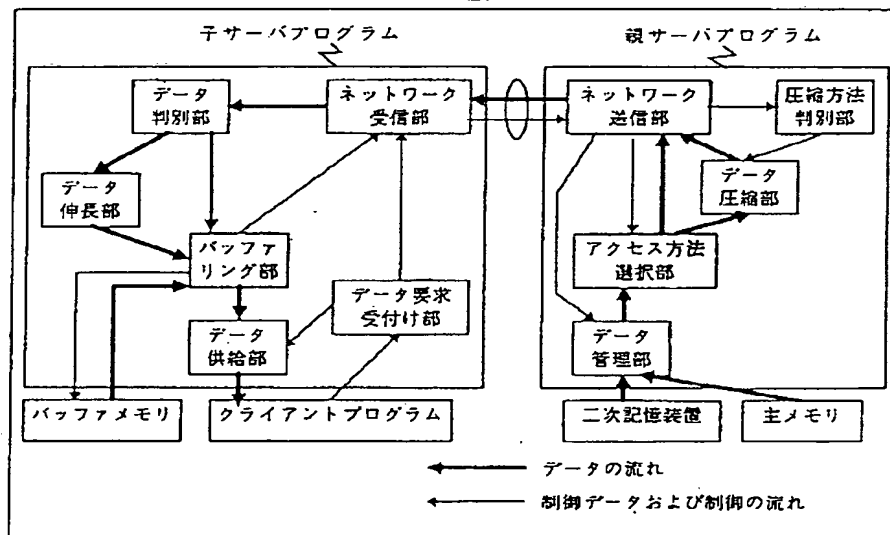 子サーバプログラム
親サーバプログラム
データ
判別部
ネットワーク
受信部
ネットワーク
送信部
圧縮方法
判別部
データ
伸長部
データ
圧縮部
バッファ
リング部
アクセス方法
選択部
データ要求
受付け部
データ
供給部
データ
管理部
バッファメモリ
クライアントプログラム
二次記憶装置
主メモリ
データの流れ
制御データおよび制御の流れ